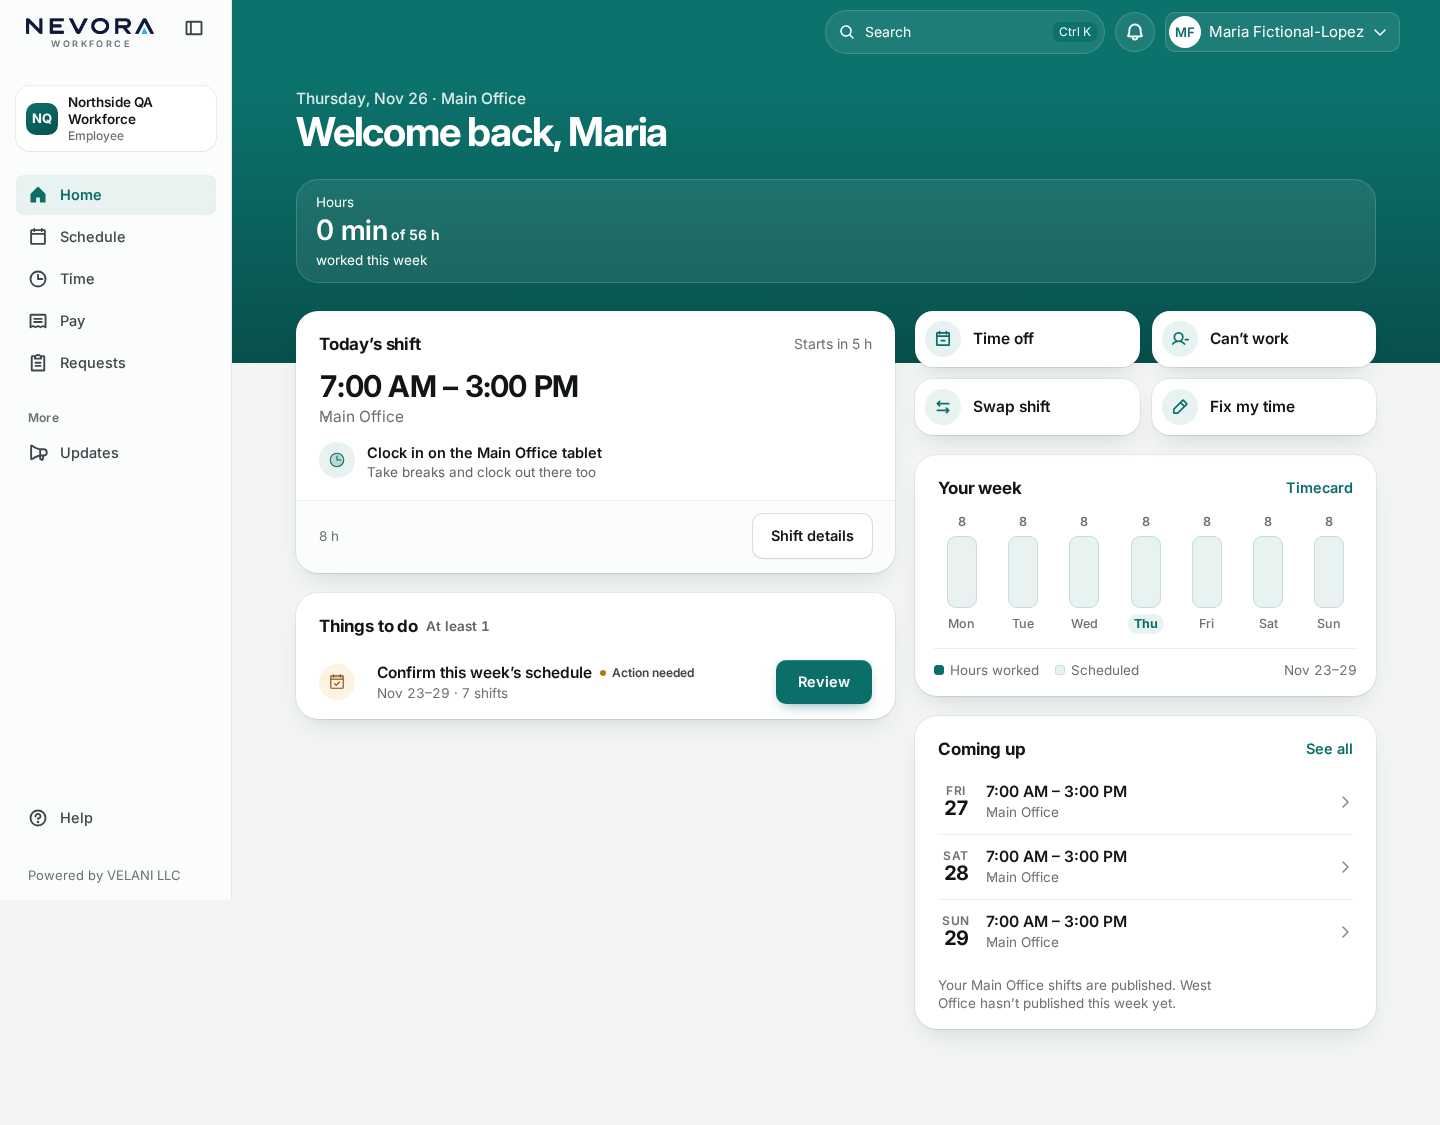 NEVORA
WORKFORCE
Search
Ctrl K
MF
Maria Fictional-Lopez
NQ
Northside QA
Workforce
Employee
Home
Schedule
Time
Pay
Requests
More
Updates
Help
Powered by VELANI LLC
Thursday, Nov 26 · Main Office
Welcome back, Maria
Hours
0 min of 56 h
worked this week
Today’s shift
Starts in 5 h
7:00 AM – 3:00 PM
Main Office
Clock in on the Main Office tablet
Take breaks and clock out there too
8 h
Shift details
Things to do At least 1
Confirm this week’s schedule
Action needed
Nov 23–29 · 7 shifts
Review
Time off
Can’t work
Swap shift
Fix my time
Your week
Timecard
8 8 8 8 8 8 8
Mon Tue Wed Thu Fri Sat Sun
Hours worked
Scheduled
Nov 23–29
Coming up
See all
FRI
27
7:00 AM – 3:00 PM
Main Office
SAT
28
7:00 AM – 3:00 PM
Main Office
SUN
29
7:00 AM – 3:00 PM
Main Office
Your Main Office shifts are published. West
Office hasn’t published this week yet.